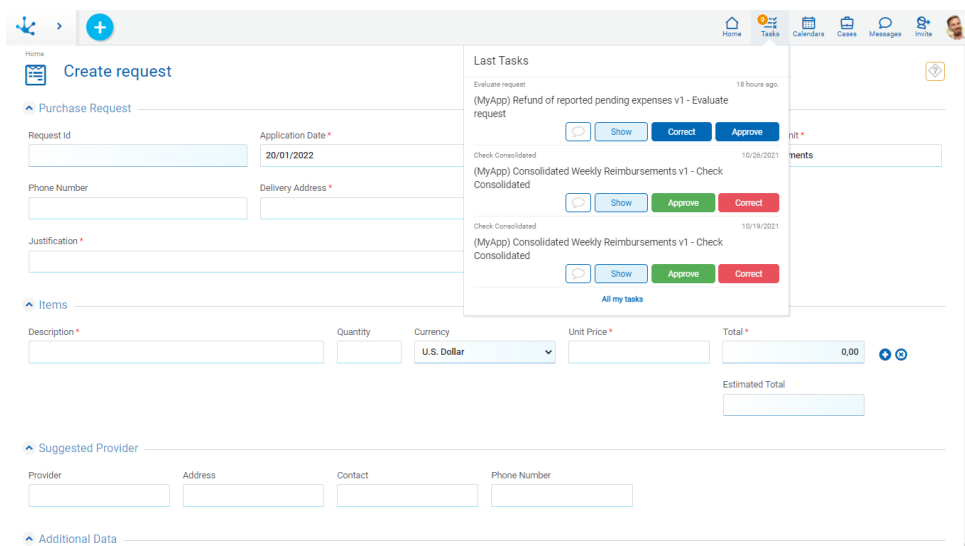 Home
Tasks
Calendars
Cases
Messages
Invite
Home
Create request
Last Tasks
Evaluate request 18 hours ago.
(MyApp) Refund of reported pending expenses v1 - Evaluate
request
Show Correct Approve
Check Consolidated 10/26/2021
(MyApp) Consolidated Weekly Reimbursements v1 - Check
Consolidated
Show Approve Correct
Check Consolidated 10/19/2021
(MyApp) Consolidated Weekly Reimbursements v1 - Check
Consolidated
Show Approve Correct
All my tasks
Purchase Request
Request Id Application Date * nit *
20/01/2022 ments
Phone Number Delivery Address *
Justification *
Items
Description * Quantity Currency Unit Price * Total *
U.S. Dollar 0,00
Estimated Total
Suggested Provider
Provider Address Contact Phone Number
Additional Data